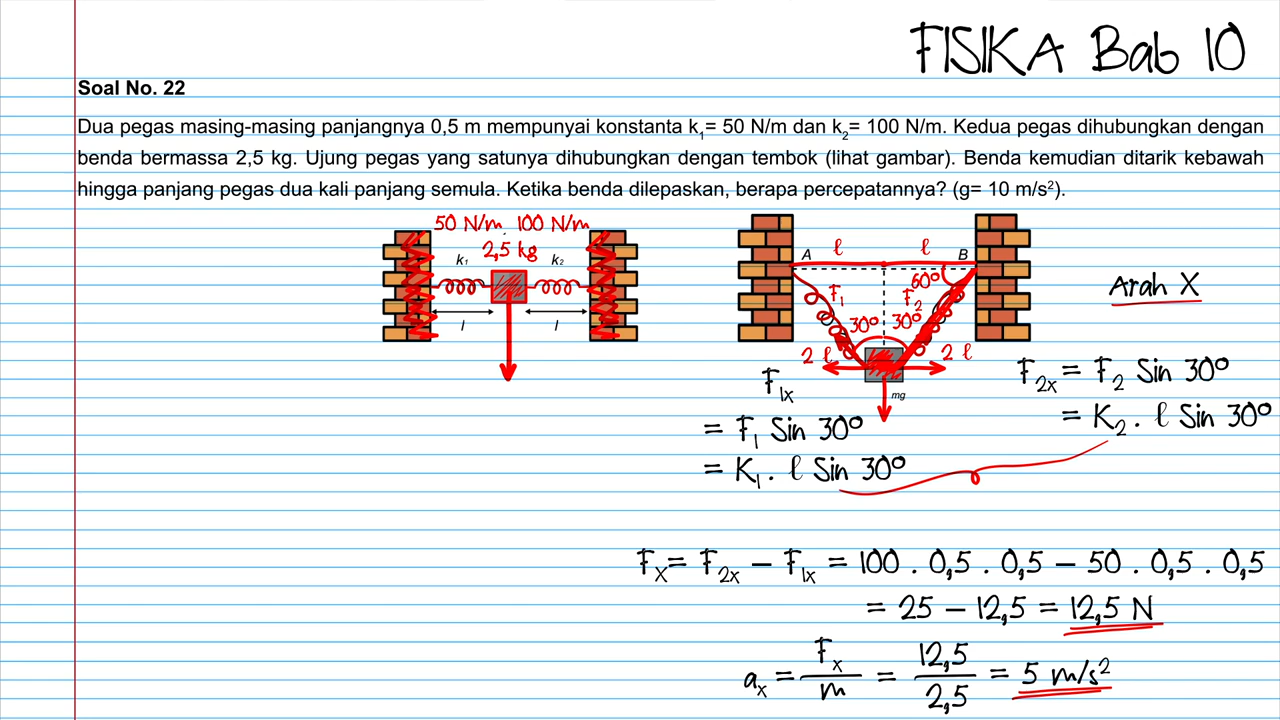 FISIKA Bab 10
Soal No. 22
Dua pegas masing-masing panjangnya 0,5 m mempunyai konstanta k₁= 50 N/m dan k₂= 100 N/m. Kedua pegas dihubungkan dengan
benda bermassa 2,5 kg. Ujung pegas yang satunya dihubungkan dengan tembok (lihat gambar). Benda kemudian ditarik kebawah
hingga panjang pegas dua kali panjang semula. Ketika benda dilepaskan, berapa percepatannya? (g= 10 m/s²).
50 N/m. 100 N/m
2,5 kg
k₁ k₂
l l
l l
A B
60°
F₁ F₂
30° 30°
2 l 2 l
mg
Arah X
F₁ₓ
= F₁ Sin 30°
= K₁ . l Sin 30°
F₂ₓ = F₂ Sin 30°
= K₂ . l Sin 30°
Fₓ = F₂ₓ − F₁ₓ = 100 . 0,5 . 0,5 − 50 . 0,5 . 0,5
= 25 − 12,5 = 12,5 N
aₓ = Fₓ / m = 12,5 / 2,5 = 5 m/s²